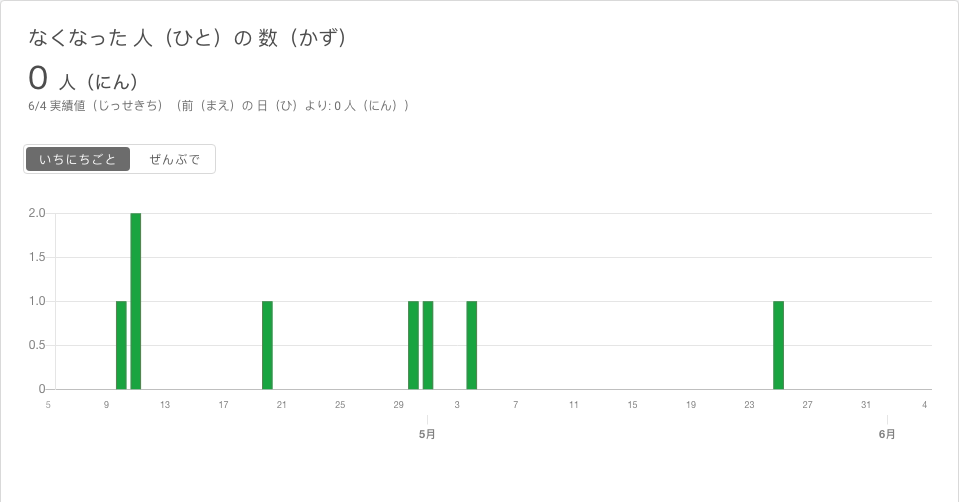 なくなった 人（ひと）の 数（かず）
0 人（にん）
6/4 実績値（じっせきち）（前（まえ）の 日（ひ）より: 0 人（にん））
いちにちごと ぜんぶで
2.0
1.5
1.0
0.5
0
5 9 13 17 21 25 29 3 7 11 15 19 23 27 31 4
5月 6月